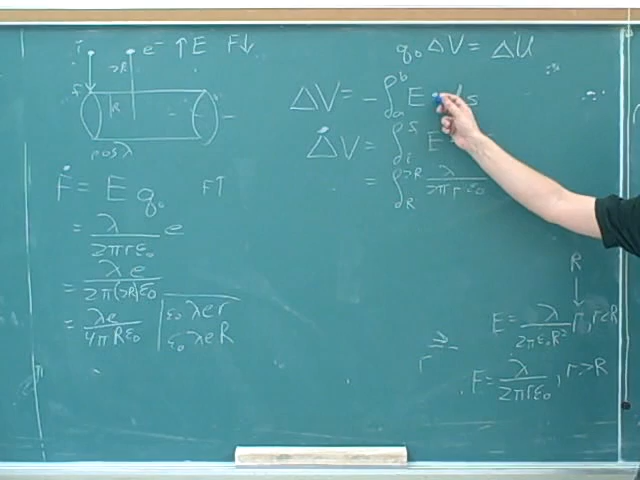 i e⁻ ↑E F↓
>R
f R
pos λ
F = E q₀ F↑
= λ/2πrε₀ e
= λe/2π(>R)ε₀
= λe/4πRε₀
ε₀ λer
ε₀ λeR
q₀ ΔV = ΔU
ΔV = - ∫ₐᵇ E ds
ΔV = ∫ᵢᶠ E
= ∫_R^{>R} λ/2πrε₀
R
E = λ/2πε₀R² r, r<R
r
E = λ/2πrε₀, r>R